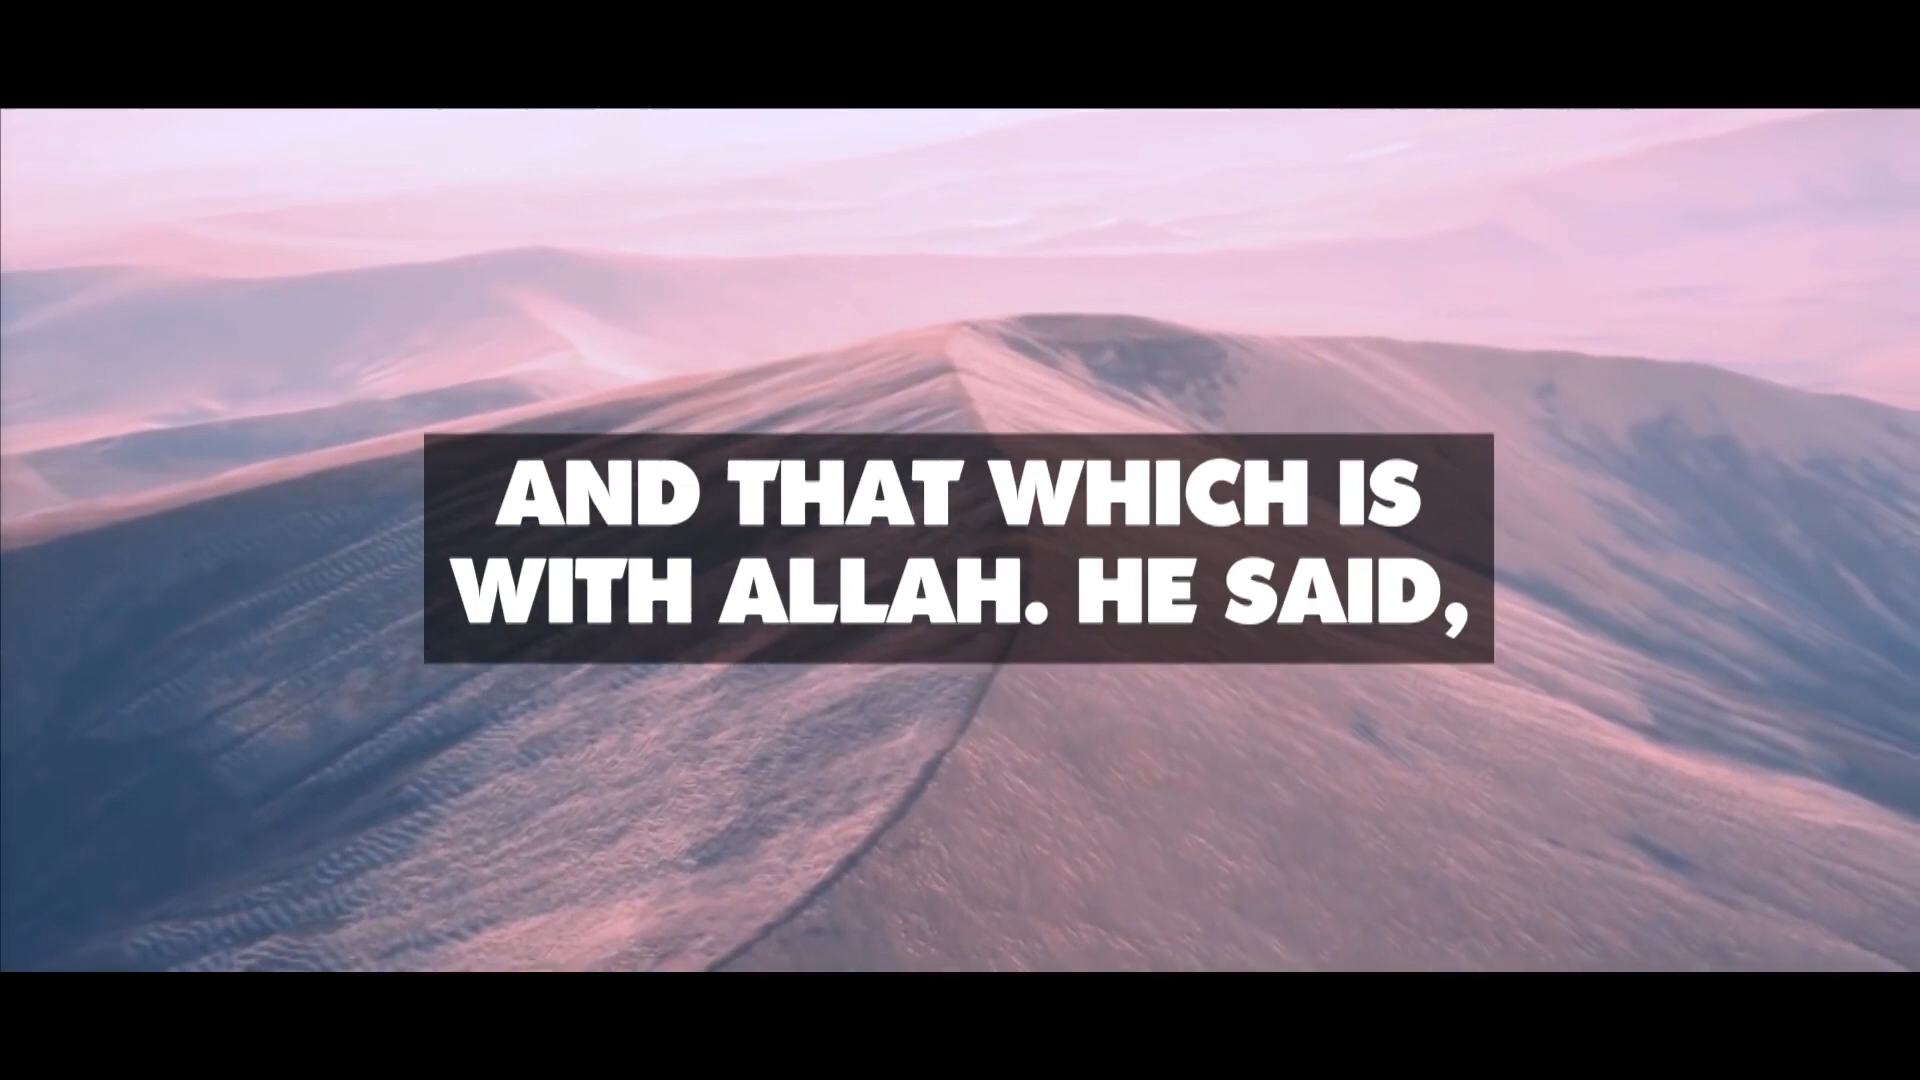 AND THAT WHICH IS
WITH ALLAH. HE SAID,